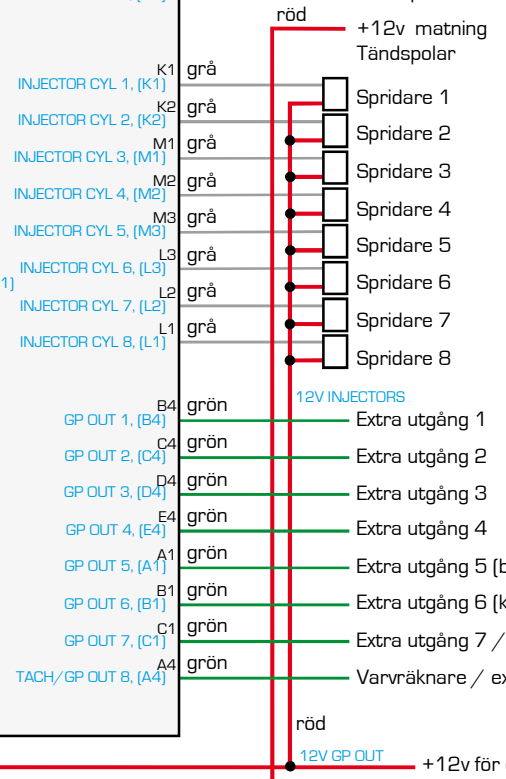 röd
+12v matning
Tändspolar
INJECTOR CYL 1, (K1) K1 grå Spridare 1
INJECTOR CYL 2, (K2) K2 grå Spridare 2
INJECTOR CYL 3, (M1) M1 grå Spridare 3
INJECTOR CYL 4, (M2) M2 grå Spridare 4
INJECTOR CYL 5, (M3) M3 grå Spridare 5
INJECTOR CYL 6, (L3) L3 grå Spridare 6
1)
INJECTOR CYL 7, (L2) L2 grå Spridare 7
INJECTOR CYL 8, (L1) L1 grå Spridare 8
12V INJECTORS
GP OUT 1, (B4) B4 grön Extra utgång 1
GP OUT 2, (C4) C4 grön Extra utgång 2
GP OUT 3, (D4) D4 grön Extra utgång 3
GP OUT 4, (E4) E4 grön Extra utgång 4
GP OUT 5, (A1) A1 grön Extra utgång 5 (b
GP OUT 6, (B1) B1 grön Extra utgång 6 (k
GP OUT 7, (C1) C1 grön Extra utgång 7 /
TACH/GP OUT 8, (A4) A4 grön Varvräknare / ex
röd
12V GP OUT
+12v för